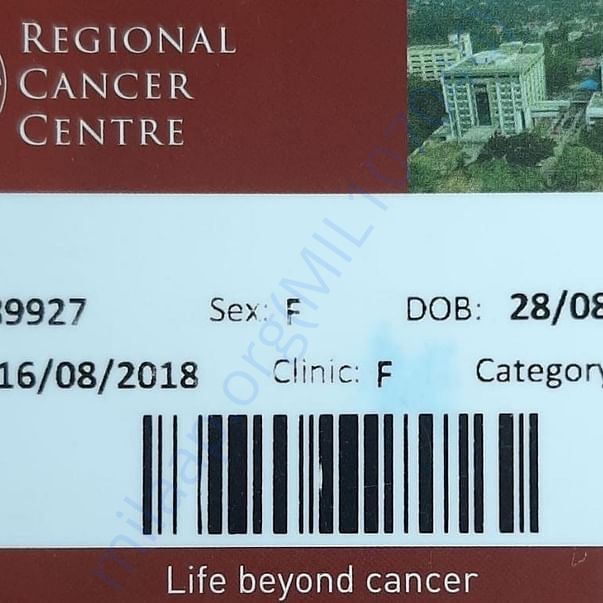 REGIONAL
CANCER
CENTRE
39927 Sex: F DOB: 28/08
16/08/2018 Clinic: F Category
Life beyond cancer